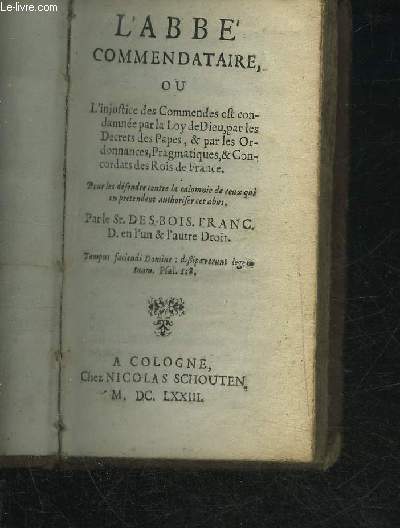 Le-livre.com
L'ABBE'
COMMENDATAIRE,
OU
L'injustice des Commendes est con-
damnée par la Loy de Dieu, par les
Decrets des Papes, & par les Or-
donnances, Pragmatiques, & Con-
cordats des Rois de France.
Pour les défendre contre la calomnie de ceux qui
en pretendent authoriser cet abus,
Par le Sr. DES-BOIS. FRANC.
D. en l'un & l'autre Droit.
Tempus faciendi Domine: dissipaverunt legem
tuam. Psal. 118.
A COLOGNE,
Chez NICOLAS SCHOUTEN
M. DC. LXXIII.
Le-livre.com